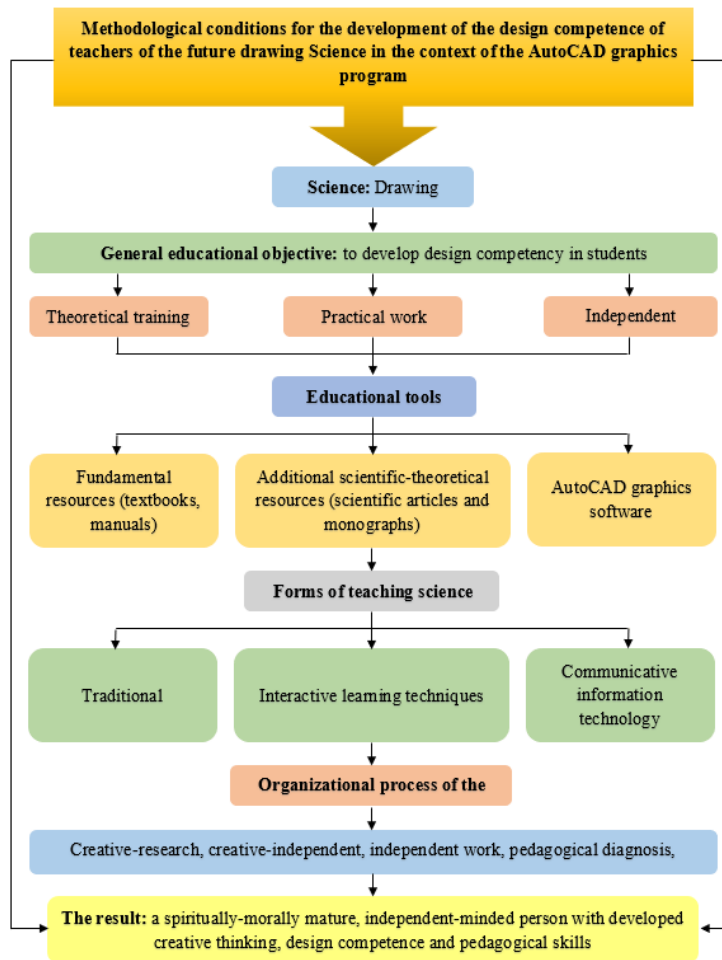 Methodological conditions for the development of the design competence of
teachers of the future drawing Science in the context of the AutoCAD graphics
program
Science: Drawing
General educational objective: to develop design competency in students
Theoretical training
Practical work
Independent
Educational tools
Fundamental
resources (textbooks,
manuals)
Additional scientific-theoretical
resources (scientific articles and
monographs)
AutoCAD graphics
software
Forms of teaching science
Traditional
Interactive learning techniques
Communicative
information
technology
Organizational process of the
Creative-research, creative-independent, independent work, pedagogical diagnosis,
The result: a spiritually-morally mature, independent-minded person with developed
creative thinking, design competence and pedagogical skills